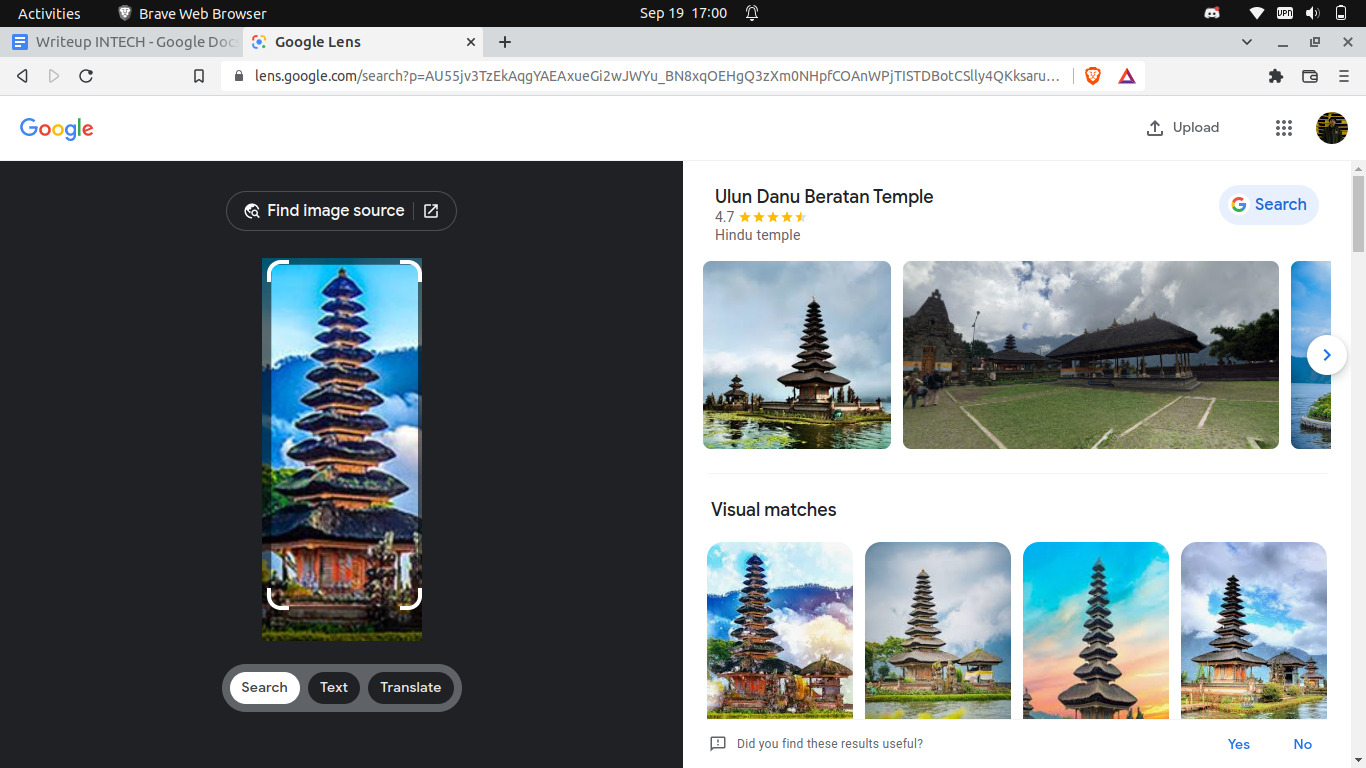 Activities
Brave Web Browser
Sep 19 17:00
VPN
Writeup INTECH - Google Doc
Google Lens
lens.google.com/search?p=AU55jv3TzEkAqgYAEAxueGi2wJWYu_BN8xqOEHgQ3zXm0NHpfCOAnWPjTISTDBotCSlly4QKksaru…
Google
Upload
Find image source
Ulun Danu Beratan Temple
4.7
Hindu temple
Search
Visual matches
Search
Text
Translate
Did you find these results useful?
Yes
No